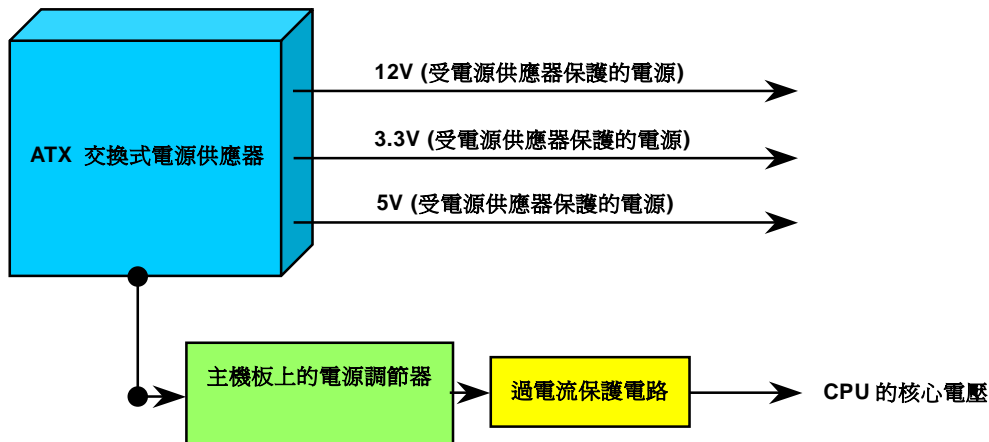 12V (受電源供應器保護的電源)
ATX 交換式電源供應器
3.3V (受電源供應器保護的電源)
5V (受電源供應器保護的電源)
主機板上的電源調節器
過電流保護電路
CPU 的核心電壓